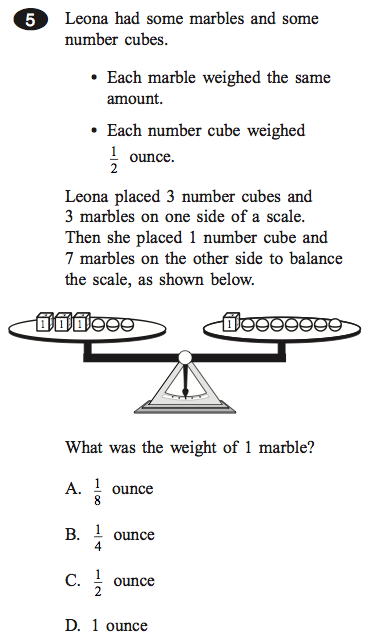 5 Leona had some marbles and some
number cubes.
• Each marble weighed the same
amount.
• Each number cube weighed
1/2 ounce.
Leona placed 3 number cubes and
3 marbles on one side of a scale.
Then she placed 1 number cube and
7 marbles on the other side to balance
the scale, as shown below.
1 1 1 1
What was the weight of 1 marble?
A. 1/8 ounce
B. 1/4 ounce
C. 1/2 ounce
D. 1 ounce